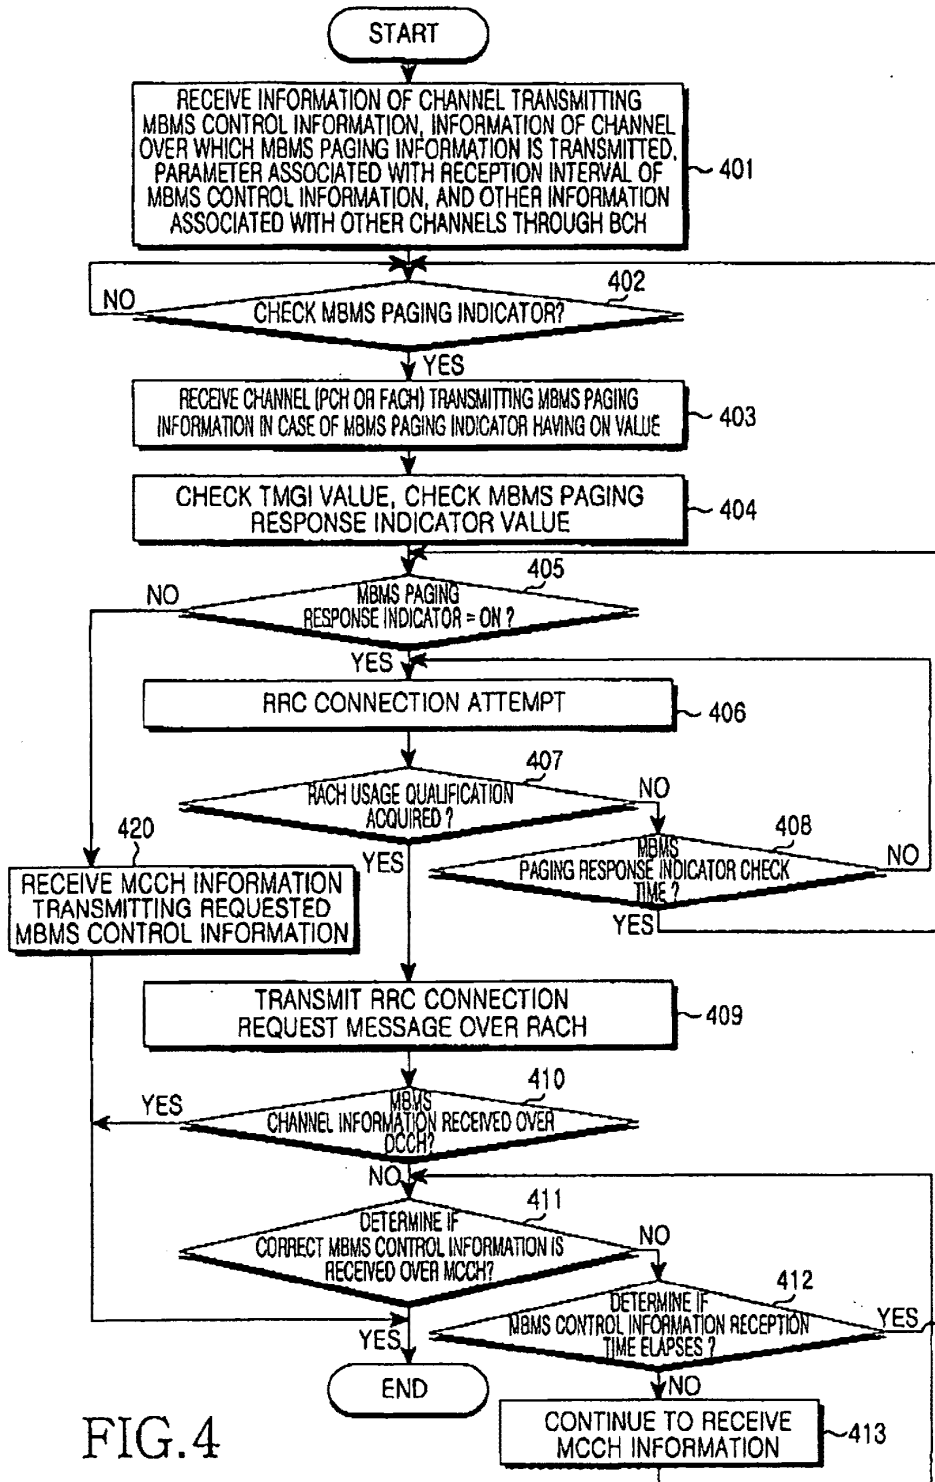 START
RECEIVE INFORMATION OF CHANNEL TRANSMITTING
MBMS CONTROL INFORMATION, INFORMATION OF CHANNEL
OVER WHICH MBMS PAGING INFORMATION IS TRANSMITTED,
PARAMETER ASSOCIATED WITH RECEPTION INTERVAL OF
MBMS CONTROL INFORMATION, AND OTHER INFORMATION
ASSOCIATED WITH OTHER CHANNELS THROUGH BCH
401
402
NO
CHECK MBMS PAGING INDICATOR?
YES
RECEIVE CHANNEL (PCH OR FACH) TRANSMITTING MBMS PAGING
INFORMATION IN CASE OF MBMS PAGING INDICATOR HAVING ON VALUE
403
CHECK TMGI VALUE, CHECK MBMS PAGING
RESPONSE INDICATOR VALUE
404
405
NO
MBMS PAGING
RESPONSE INDICATOR = ON ?
YES
RRC CONNECTION ATTEMPT
406
407
RACH USAGE QUALIFICATION
ACQUIRED ?
NO
YES
408
MBMS
PAGING RESPONSE INDICATOR CHECK
TIME ?
NO
YES
420
RECEIVE MCCH INFORMATION
TRANSMITTING REQUESTED
MBMS CONTROL INFORMATION
TRANSMIT RRC CONNECTION
REQUEST MESSAGE OVER RACH
409
410
YES
MBMS
CHANNEL INFORMATION RECEIVED OVER
DCCH?
NO
411
DETERMINE IF
CORRECT MBMS CONTROL INFORMATION IS
RECEIVED OVER MCCH?
NO
YES
412
DETERMINE IF
MBMS CONTROL INFORMATION RECEPTION
TIME ELAPSES ?
YES
NO
END
CONTINUE TO RECEIVE
MCCH INFORMATION
413
FIG.4